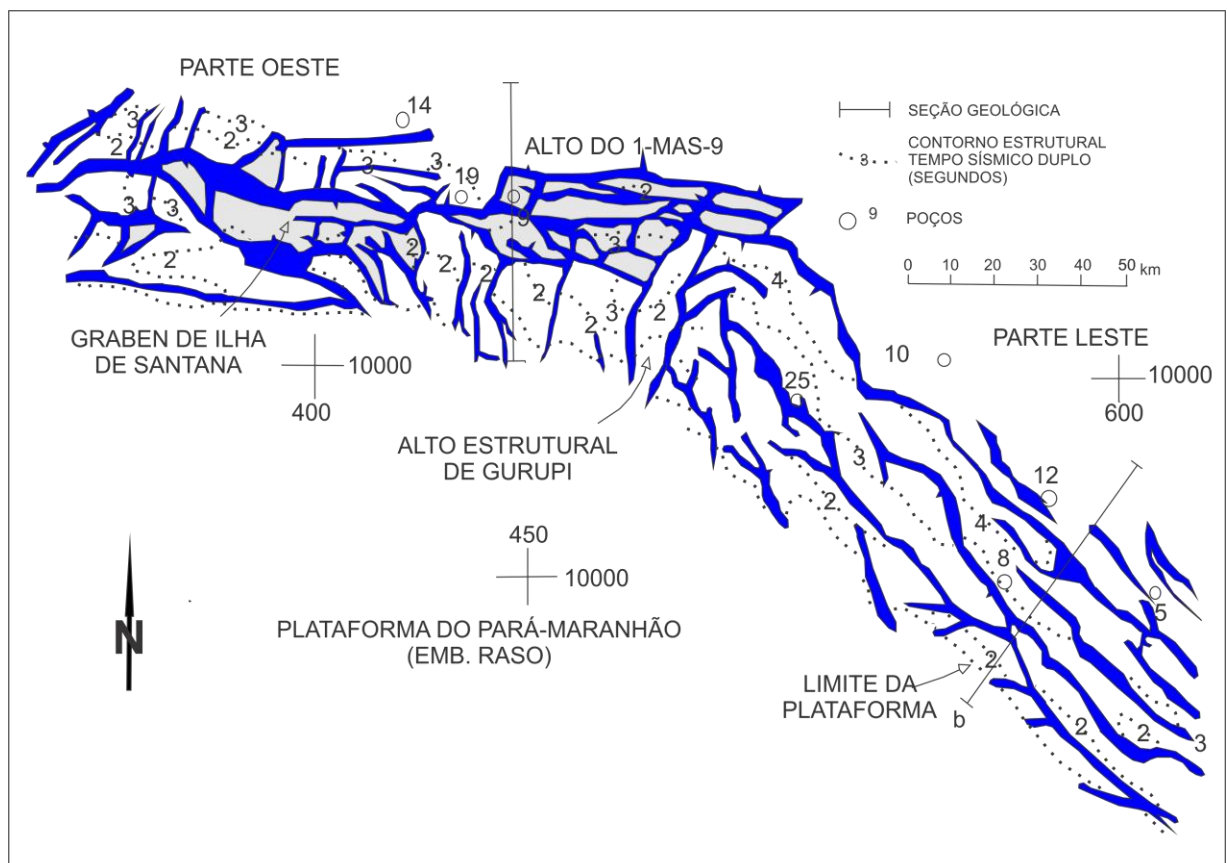 PARTE OESTE
14
ALTO DO 1-MAS-9
SEÇÃO GEOLÓGICA
CONTORNO ESTRUTURAL
TEMPO SÍSMICO DUPLO
(SEGUNDOS)
3
9 POÇOS
0 10 20 30 40 50 km
3
3
2
2
3
3
19
9
2
3
3
2
2
2
2
2
3
3
2
2
4
GRABEN DE ILHA
DE SANTANA
10000
400
PARTE LESTE
10000
600
10
25
ALTO ESTRUTURAL
DE GURUPI
3
2
12
4
8
5
450
10000
N
PLATAFORMA DO PARÁ-MARANHÃO
(EMB. RASO)
2
LIMITE DA
PLATAFORMA
b
2
2
3